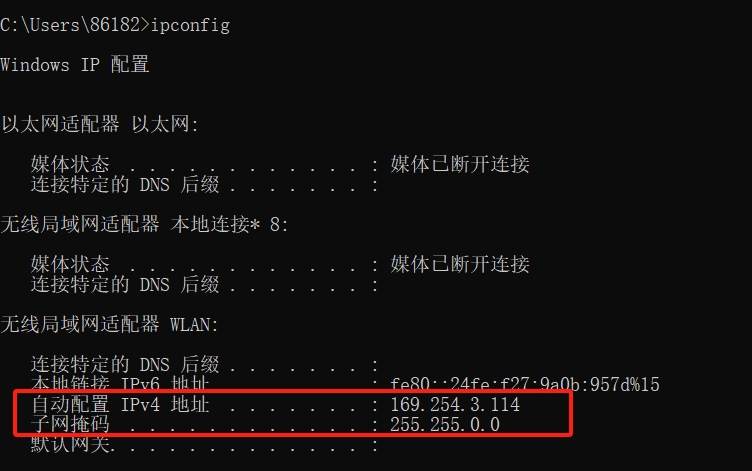 C:\Users\86182>ipconfig
Windows IP 配置
以太网适配器 以太网:
媒体状态 . . . . . . . . . . . . : 媒体已断开连接
连接特定的 DNS 后缀 . . . . . . . :
无线局域网适配器 本地连接* 8:
媒体状态 . . . . . . . . . . . . : 媒体已断开连接
连接特定的 DNS 后缀 . . . . . . . :
无线局域网适配器 WLAN:
连接特定的 DNS 后缀 . . . . . . . :
本地链接 IPv6 地址. . . . . . . . : fe80::24fe:f27:9a0b:957d%15
自动配置 IPv4 地址 . . . . . . . : 169.254.3.114
子网掩码 . . . . . . . . . . . . : 255.255.0.0
默认网关. . . . . . . . . . . . . :